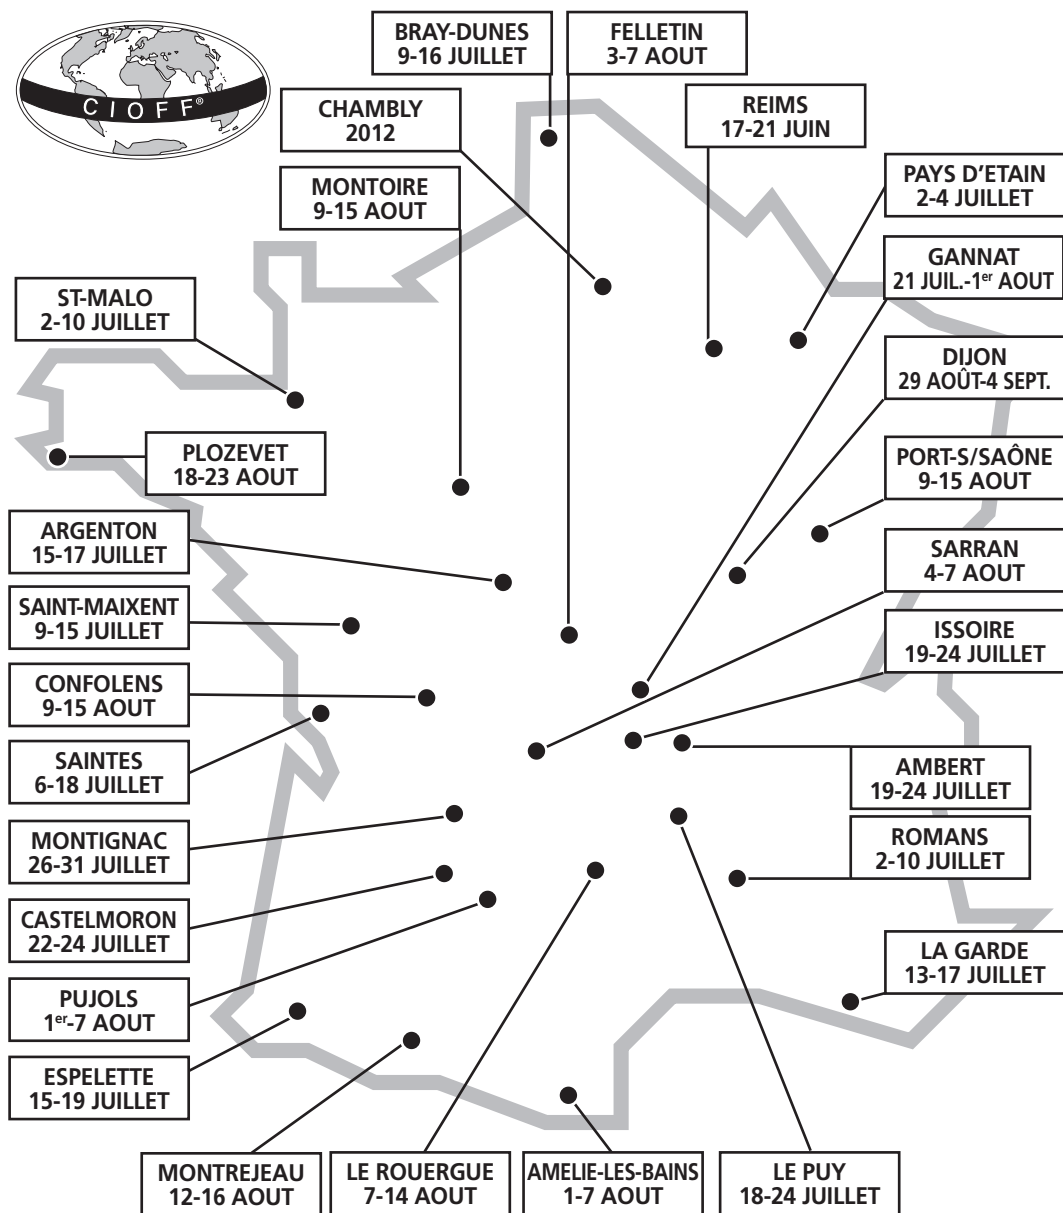 CIOFF®
BRAY-DUNES
9-16 JUILLET
FELLETIN
3-7 AOUT
CHAMBLY
2012
REIMS
17-21 JUIN
MONTOIRE
9-15 AOUT
PAYS D'ETAIN
2-4 JUILLET
GANNAT
21 JUIL.-1er AOUT
ST-MALO
2-10 JUILLET
DIJON
29 AOÛT-4 SEPT.
PLOZEVET
18-23 AOUT
PORT-S/SAÔNE
9-15 AOUT
ARGENTON
15-17 JUILLET
SARRAN
4-7 AOUT
SAINT-MAIXENT
9-15 JUILLET
ISSOIRE
19-24 JUILLET
CONFOLENS
9-15 AOUT
SAINTES
6-18 JUILLET
AMBERT
19-24 JUILLET
MONTIGNAC
26-31 JUILLET
ROMANS
2-10 JUILLET
CASTELMORON
22-24 JUILLET
LA GARDE
13-17 JUILLET
PUJOLS
1er-7 AOUT
ESPELETTE
15-19 JUILLET
MONTREJEAU
12-16 AOUT
LE ROUERGUE
7-14 AOUT
AMELIE-LES-BAINS
1-7 AOUT
LE PUY
18-24 JUILLET